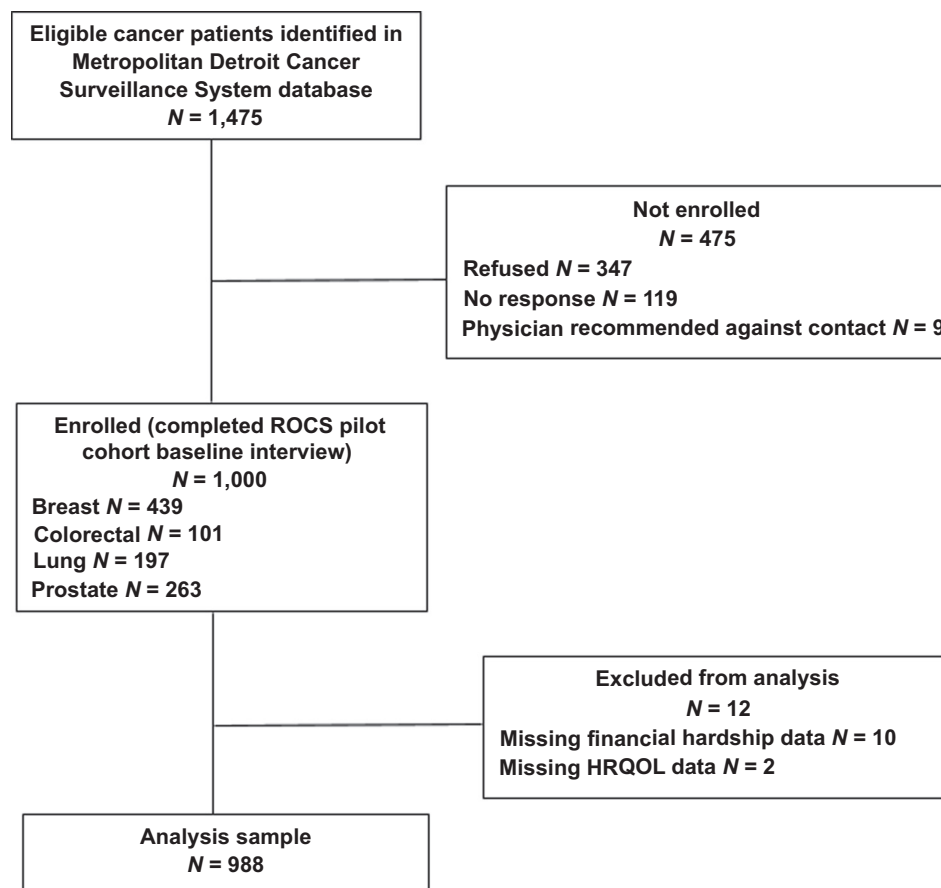 Eligible cancer patients identified in
Metropolitan Detroit Cancer
Surveillance System database
N = 1,475
Not enrolled
N = 475
Refused N = 347
No response N = 119
Physician recommended against contact N = 9
Enrolled (completed ROCS pilot
cohort baseline interview)
N = 1,000
Breast N = 439
Colorectal N = 101
Lung N = 197
Prostate N = 263
Excluded from analysis
N = 12
Missing financial hardship data N = 10
Missing HRQOL data N = 2
Analysis sample
N = 988